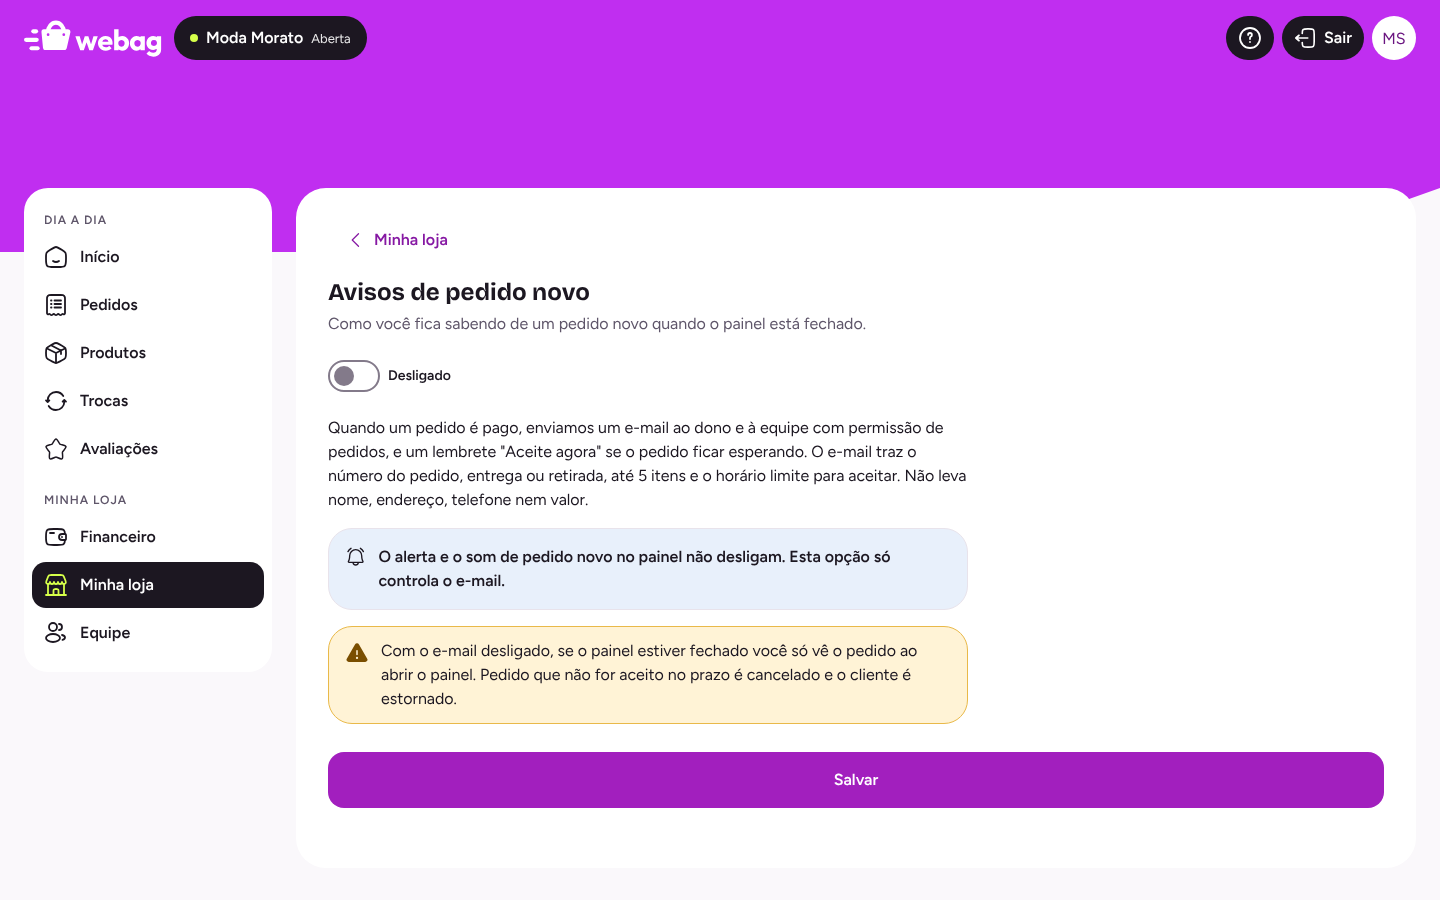 webag
Moda Morato Aberta
Sair
MS
DIA A DIA
Início
Pedidos
Produtos
Trocas
Avaliações
MINHA LOJA
Financeiro
Minha loja
Equipe
Minha loja
Avisos de pedido novo
Como você fica sabendo de um pedido novo quando o painel está fechado.
Desligado
Quando um pedido é pago, enviamos um e-mail ao dono e à equipe com permissão de
pedidos, e um lembrete "Aceite agora" se o pedido ficar esperando. O e-mail traz o
número do pedido, entrega ou retirada, até 5 itens e o horário limite para aceitar. Não leva
nome, endereço, telefone nem valor.
O alerta e o som de pedido novo no painel não desligam. Esta opção só
controla o e-mail.
Com o e-mail desligado, se o painel estiver fechado você só vê o pedido ao
abrir o painel. Pedido que não for aceito no prazo é cancelado e o cliente é
estornado.
Salvar